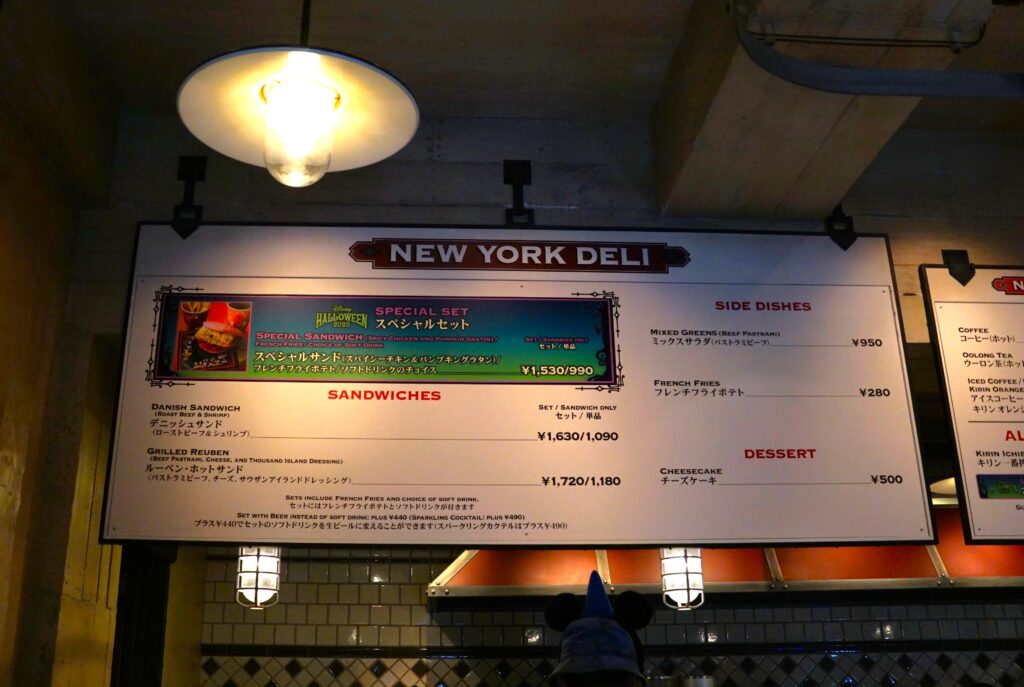 NEW YORK DELI
Disney
HALLOWEEN
2025
SPECIAL SET
スペシャルセット
SPECIAL SANDWICH (SPICY CHICKEN AND PUMPKIN GRATIN)/
FRENCH FRIES/CHOICE OF SOFT DRINK
SET / SANDWICH ONLY
セット / 単品
スペシャルサンド(スパイシーチキン&パンプキングラタン)/
フレンチフライポテト/ソフトドリンクのチョイス
¥1,530/990
SANDWICHES
DANISH SANDWICH
(ROAST BEEF & SHRIMP)
デニッシュサンド
(ローストビーフ&シュリンプ)
SET / SANDWICH ONLY
セット / 単品
¥1,630/1,090
GRILLED REUBEN
(BEEF PASTRAMI, CHEESE, AND THOUSAND ISLAND DRESSING)
ルーベン・ホットサンド
(パストラミビーフ、チーズ、サウザンアイランドドレッシング)
¥1,720/1,180
SETS INCLUDE FRENCH FRIES AND CHOICE OF SOFT DRINK.
セットにはフレンチフライポテトとソフトドリンクが付きます
SET WITH BEER INSTEAD OF SOFT DRINK: PLUS ¥440 (SPARKLING COCKTAIL: PLUS ¥490)
プラス¥440でセットのソフトドリンクを生ビールに変えることができます(スパークリングカクテルはプラス¥490)
SIDE DISHES
MIXED GREENS (BEEF PASTRAMI)
ミックスサラダ(パストラミビーフ)
¥950
FRENCH FRIES
フレンチフライポテト
¥280
DESSERT
CHEESECAKE
チーズケーキ
¥500
N
COFFEE
コーヒー(ホット)
OOLONG TEA
ウーロン茶(ホッ
ICED COFFEE /
KIRIN ORANGE
アイスコーヒー
キリン オレン
AL
KIRIN ICHI
キリン一番搾